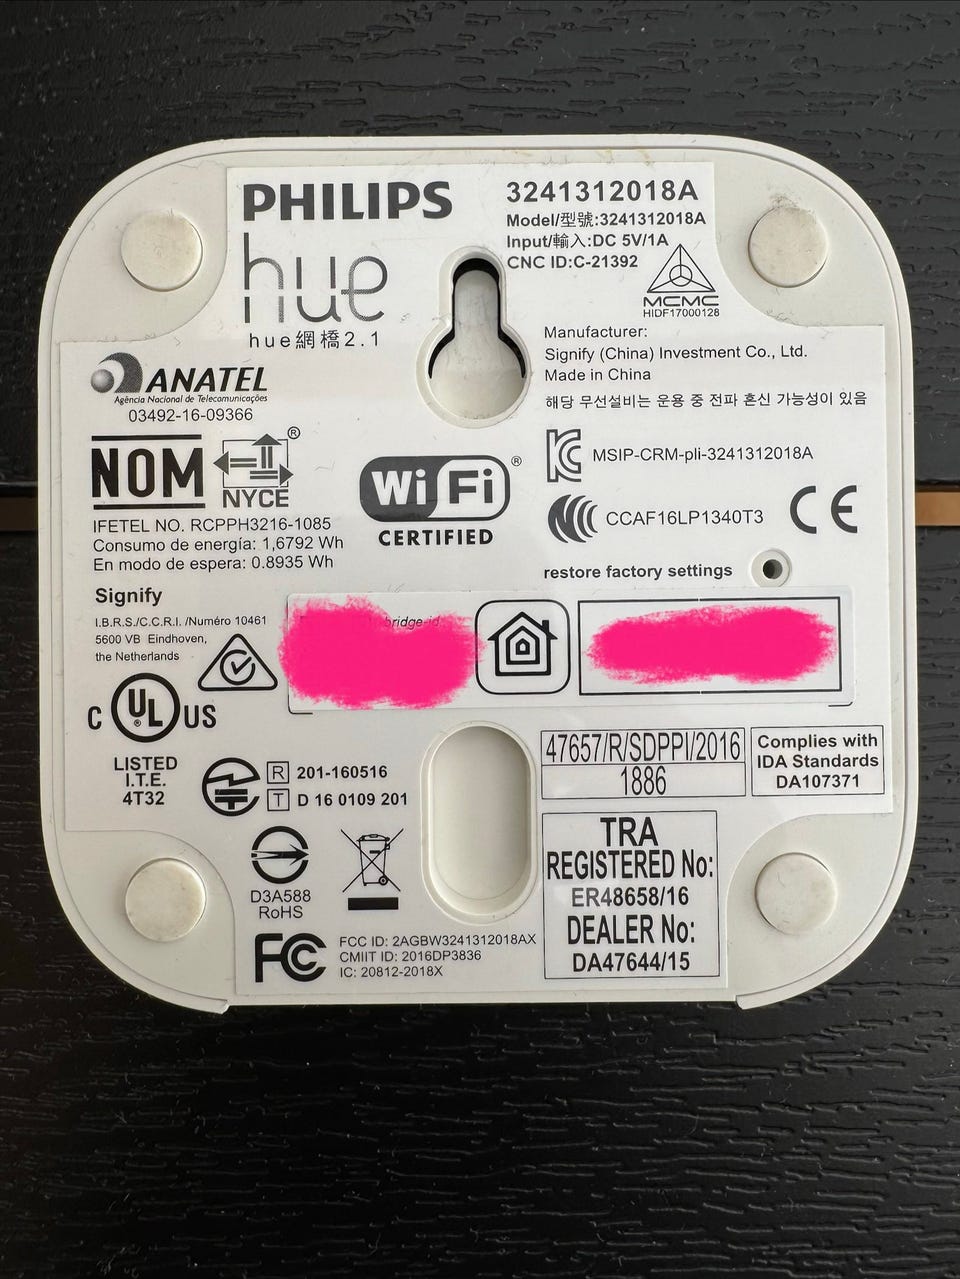 PHILIPS
hue
hue網橋2.1
3241312018A
Model/型號:3241312018A
Input/輸入:DC 5V/1A
CNC ID:C-21392
MCMC
HIDF17000128
Manufacturer:
Signify (China) Investment Co., Ltd.
Made in China
해당 무선설비는 운용 중 전파 혼신 가능성이 있음
ANATEL
Agência Nacional de Telecomunicações
03492-16-09366
NOM
NYCE
®
WiFi®
CERTIFIED
MSIP-CRM-pli-3241312018A
CCAF16LP1340T3
CE
IFETEL NO. RCPPH3216-1085
Consumo de energía: 1,6792 Wh
En modo de espera: 0.8935 Wh
restore factory settings
Signify
I.B.R.S./C.C.R.I. /Numéro 10461
5600 VB Eindhoven,
the Netherlands
bridge-id
C UL® US
LISTED
I.T.E.
4T32
R 201-160516
T D 16 0109 201
47657/R/SDPPI/2016
1886
Complies with
IDA Standards
DA107371
D3A588
RoHS
TRA
REGISTERED No:
ER48658/16
DEALER No:
DA47644/15
FC
FCC ID: 2AGBW3241312018AX
CMIIT ID: 2016DP3836
IC: 20812-2018X